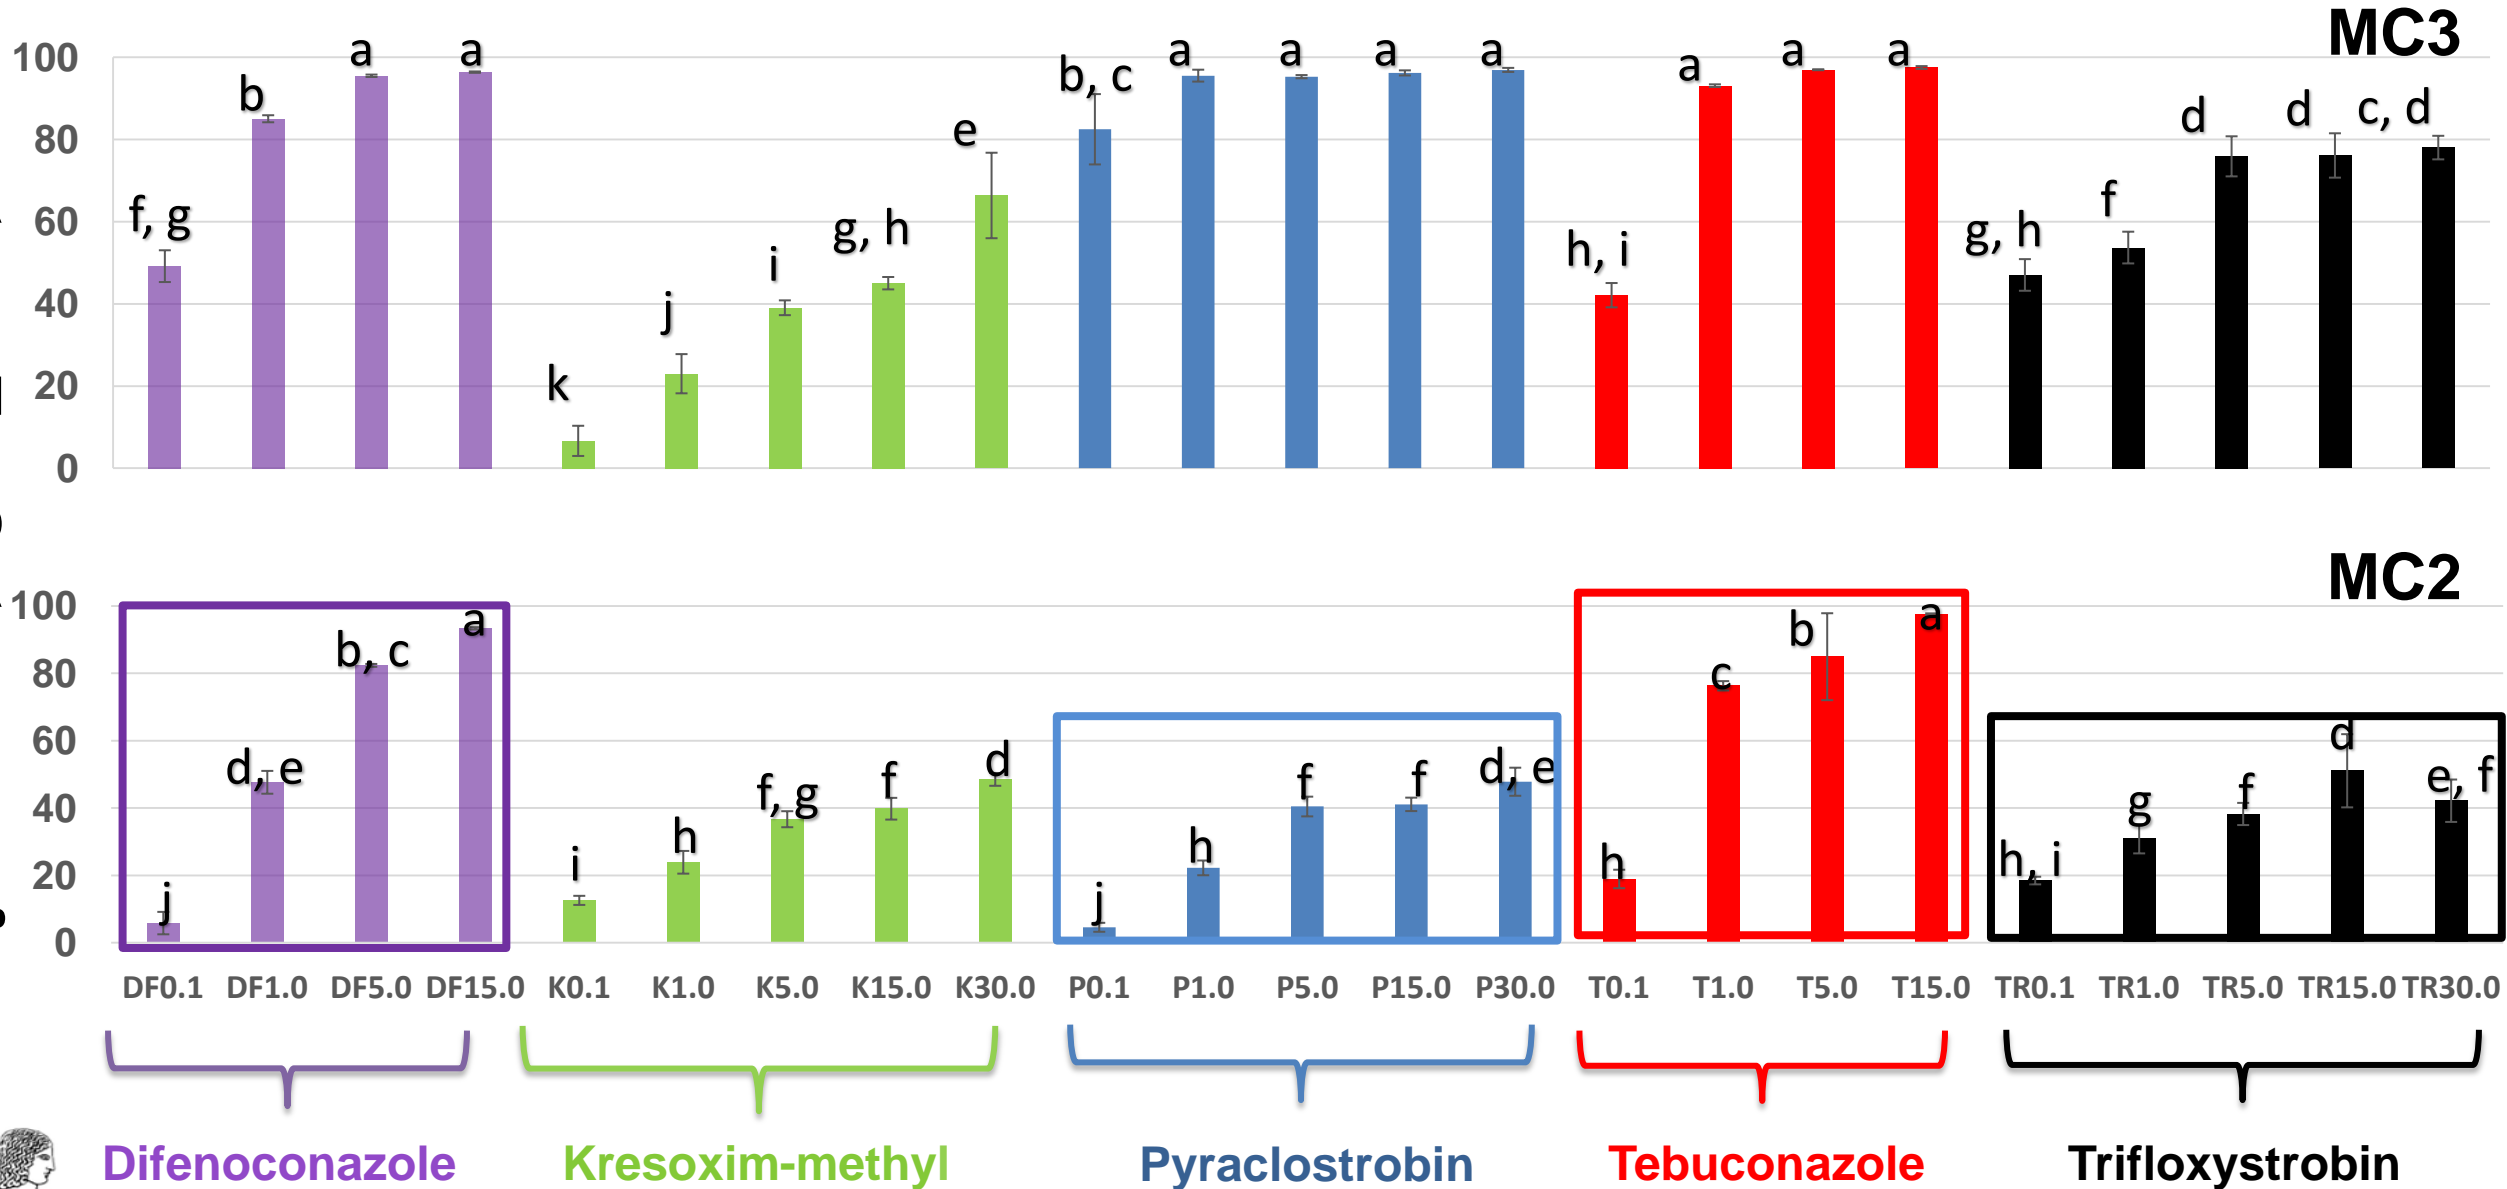 MC3
100
80
60
40
20
0
f, g
b
a
a
k
j
i
g, h
e
b, c
a
a
a
a
h, i
a
a
a
g, h
f
d
d
c, d
MC2
100
80
60
40
20
0
j
d, e
b, c
a
i
h
f, g
f
d
j
h
f
f
d, e
h
c
b
a
h, i
g
f
d
e, f
DF0.1 DF1.0 DF5.0 DF15.0 K0.1 K1.0 K5.0 K15.0 K30.0 P0.1 P1.0 P5.0 P15.0 P30.0 T0.1 T1.0 T5.0 T15.0 TR0.1 TR1.0 TR5.0 TR15.0 TR30.0
Difenoconazole Kresoxim-methyl Pyraclostrobin Tebuconazole Trifloxystrobin